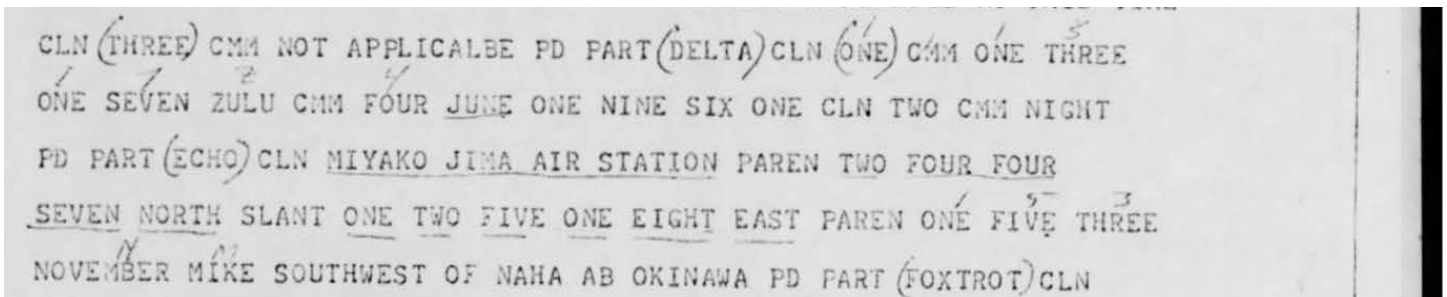 CLN (THREE) CMM NOT APPLICALBE PD PART (DELTA) CLN (ONE) CMM ONE THREE
ONE SEVEN ZULU CMM FOUR JUNE ONE NINE SIX ONE CLN TWO CMM NIGHT
PD PART (ECHO) CLN MIYAKO JIMA AIR STATION PAREN TWO FOUR FOUR
SEVEN NORTH SLANT ONE TWO FIVE ONE EIGHT EAST PAREN ONE FIVE THREE
NOVEMBER MIKE SOUTHWEST OF NAHA AB OKINAWA PD PART (FOXTROT) CLN